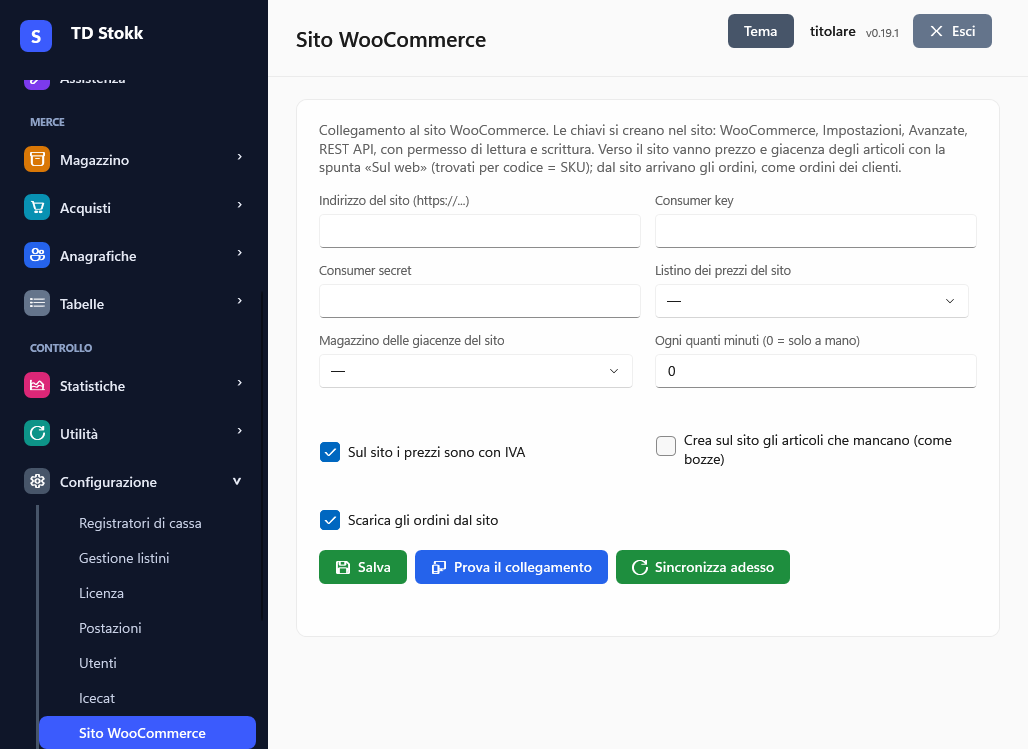 S
TD Stokk
Assistenza
MERCE
Magazzino
Acquisti
Anagrafiche
Tabelle
CONTROLLO
Statistiche
Utilità
Configurazione
Registratori di cassa
Gestione listini
Licenza
Postazioni
Utenti
Icecat
Sito WooCommerce
Sito WooCommerce
Tema
titolare
v0.19.1
Esci
Collegamento al sito WooCommerce. Le chiavi si creano nel sito: WooCommerce, Impostazioni, Avanzate,
REST API, con permesso di lettura e scrittura. Verso il sito vanno prezzo e giacenza degli articoli con la
spunta «Sul web» (trovati per codice = SKU); dal sito arrivano gli ordini, come ordini dei clienti.
Indirizzo del sito (https://...)
Consumer key
Consumer secret
Listino dei prezzi del sito
—
Magazzino delle giacenze del sito
—
Ogni quanti minuti (0 = solo a mano)
0
Sul sito i prezzi sono con IVA
Crea sul sito gli articoli che mancano (come
bozze)
Scarica gli ordini dal sito
Salva
Prova il collegamento
Sincronizza adesso